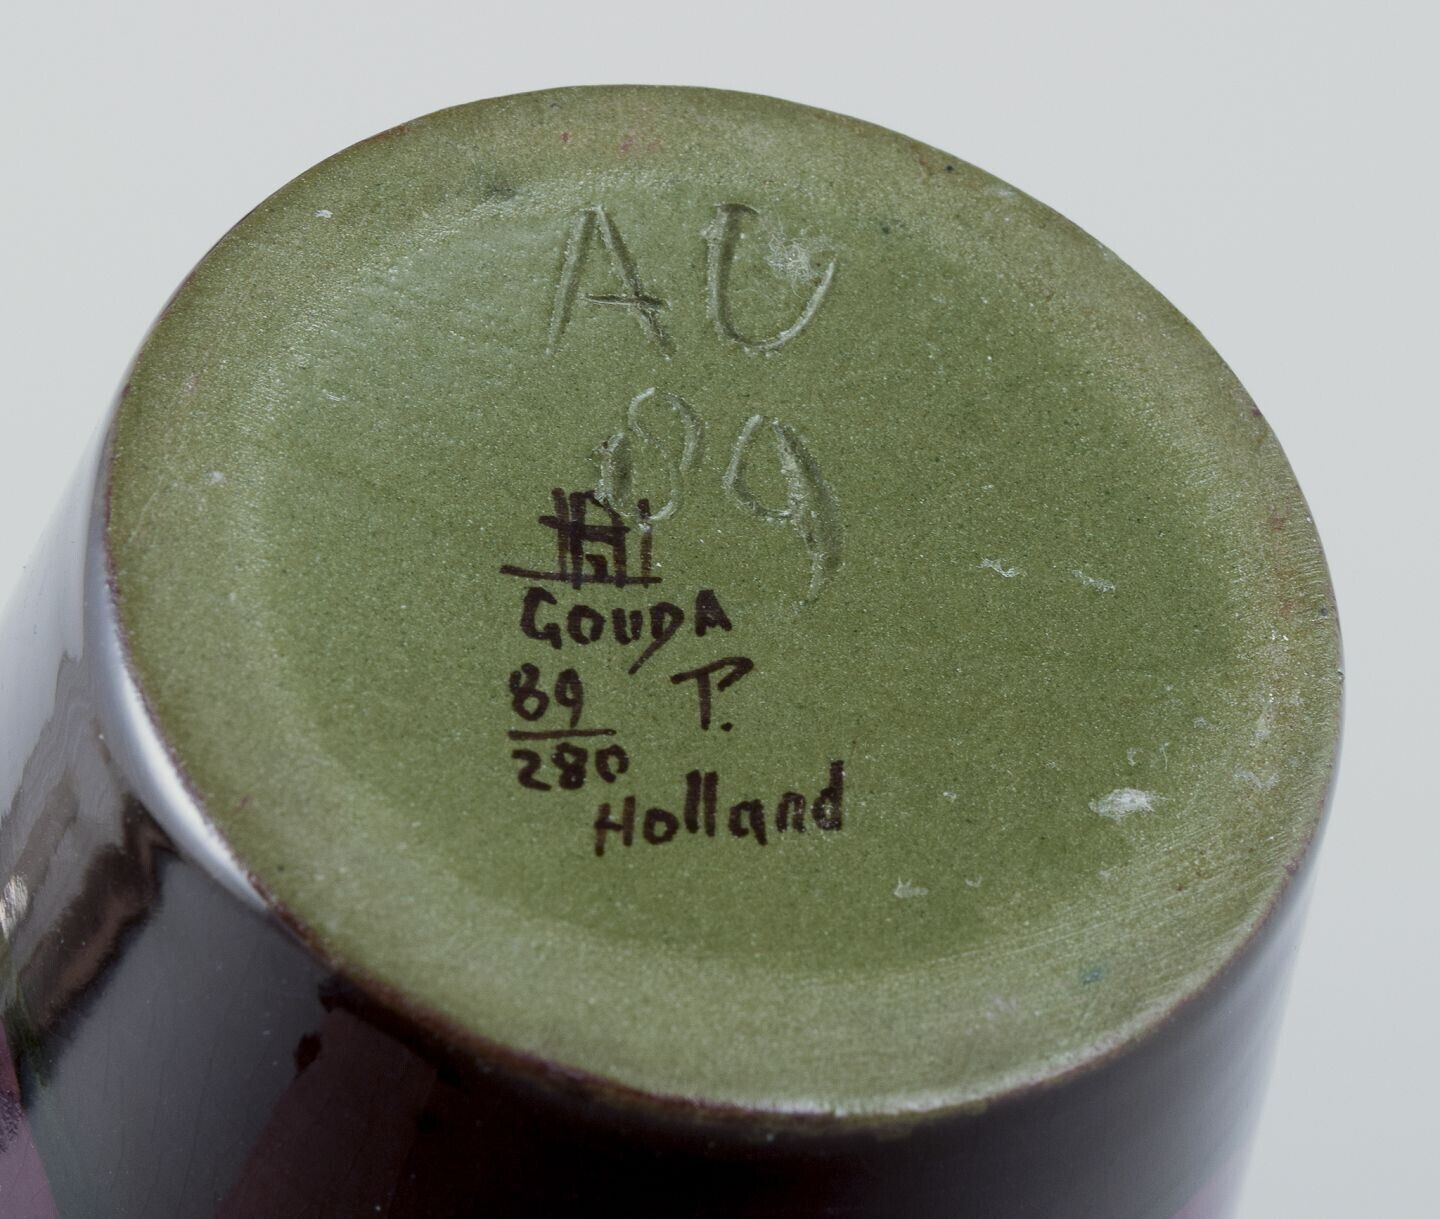 AU
89
GOUDA
89 T.
280
Holland